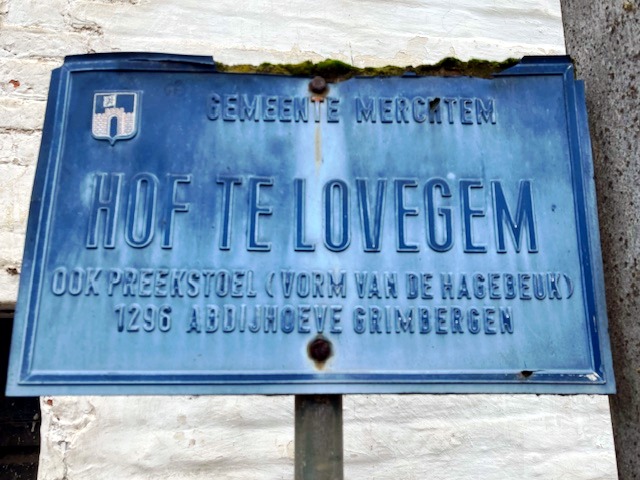 GEMEENTE MERCHTEM
HOF TE LOVEGEM
OOK PREEKSTOEL (VORM VAN DE HAGEBEUK)
1296 ABDIJHOEVE GRIMBERGEN